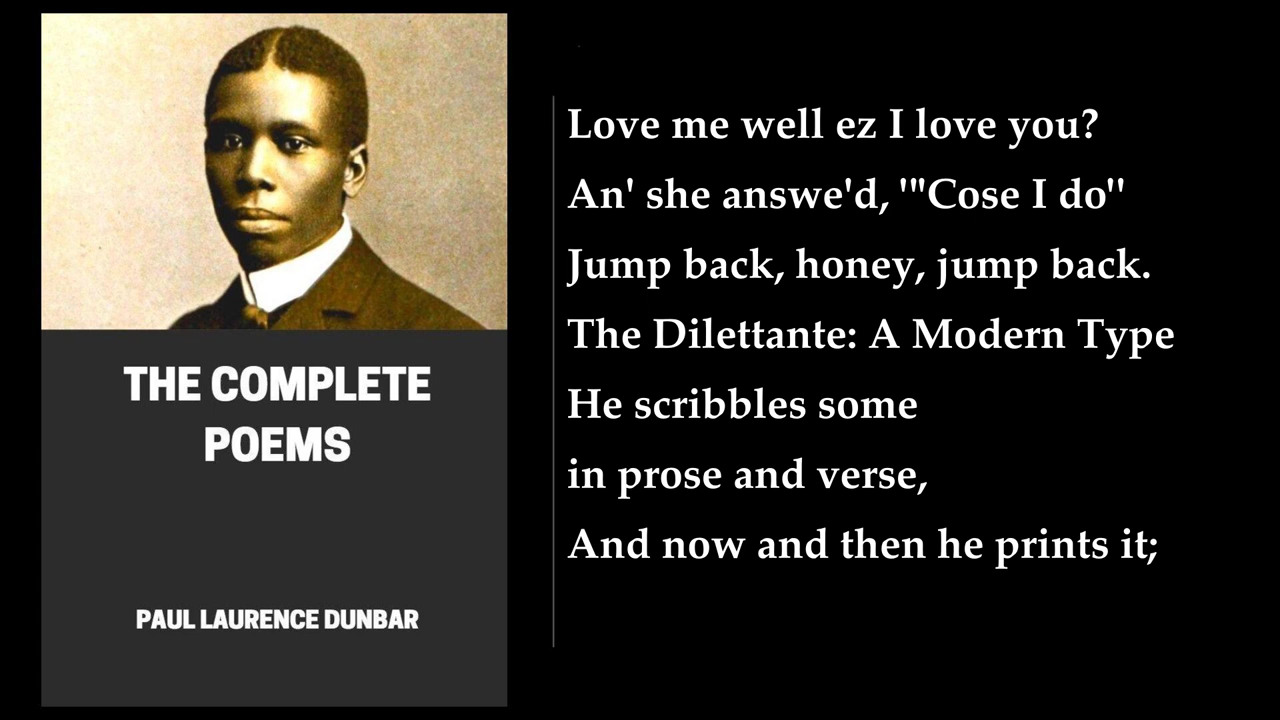 THE COMPLETE
POEMS
PAUL LAURENCE DUNBAR
Love me well ez I love you?
An' she answe'd, '"Cose I do"
Jump back, honey, jump back.
The Dilettante: A Modern Type
He scribbles some
in prose and verse,
And now and then he prints it;